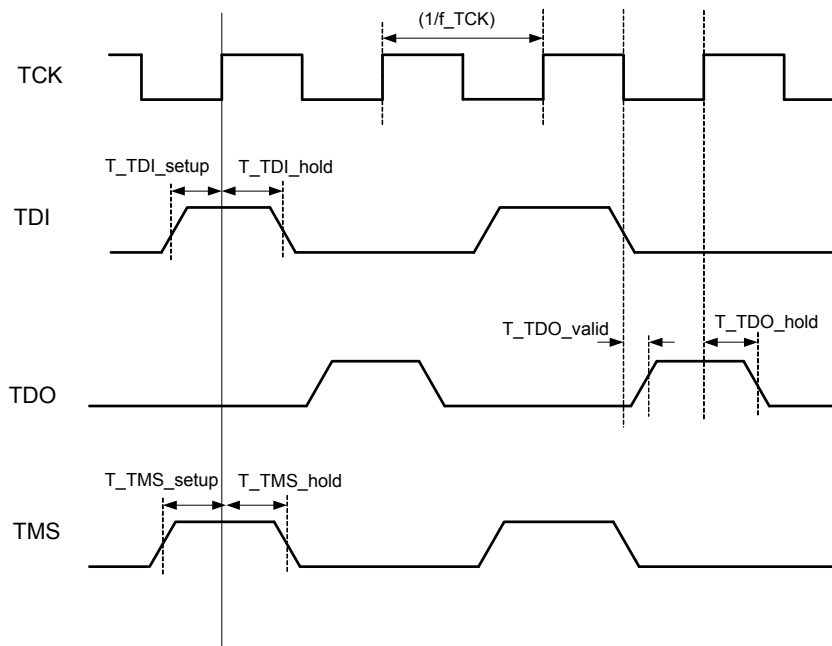 (1/f_TCK)
TCK
T_TDI_setup T_TDI_hold
TDI
T_TDO_valid T_TDO_hold
TDO
T_TMS_setup T_TMS_hold
TMS